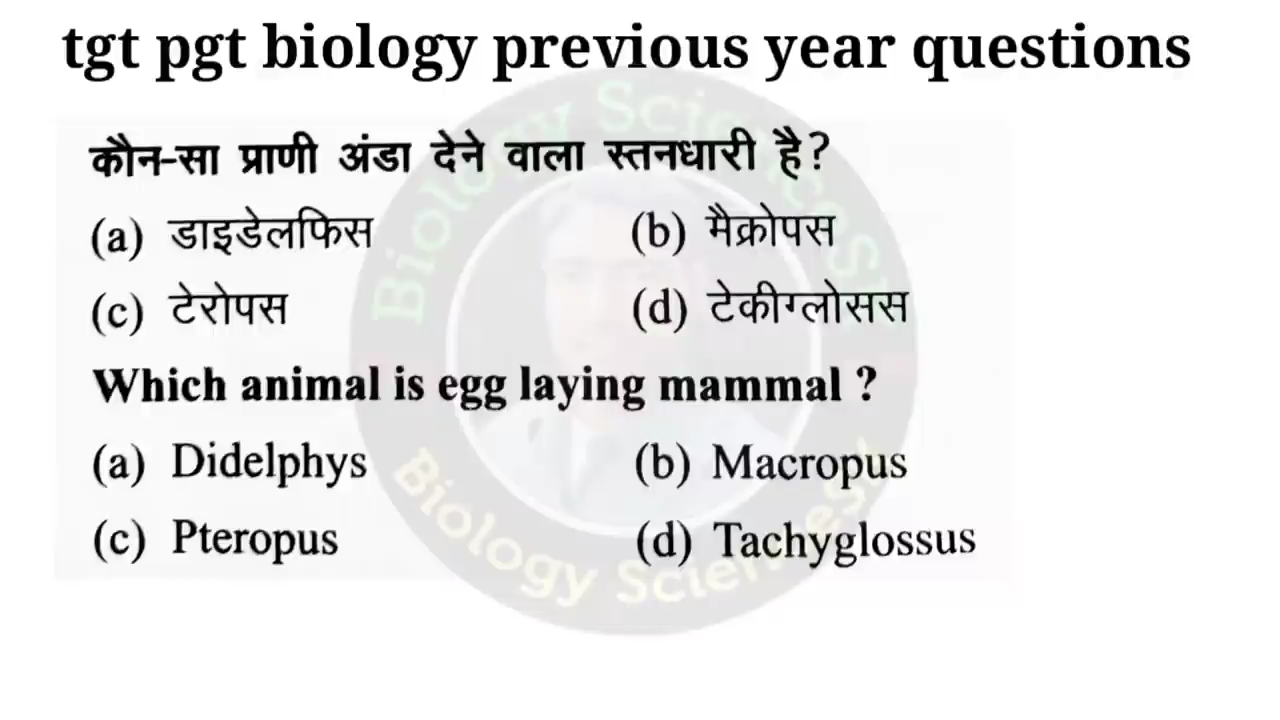 tgt pgt biology previous year questions
कौन-सा प्राणी अंडा देने वाला स्तनधारी है?
(a) डाइडेलफिस (b) मैक्रोपस
(c) टेरोपस (d) टेकीग्लोसस
Which animal is egg laying mammal ?
(a) Didelphys (b) Macropus
(c) Pteropus (d) Tachyglossus